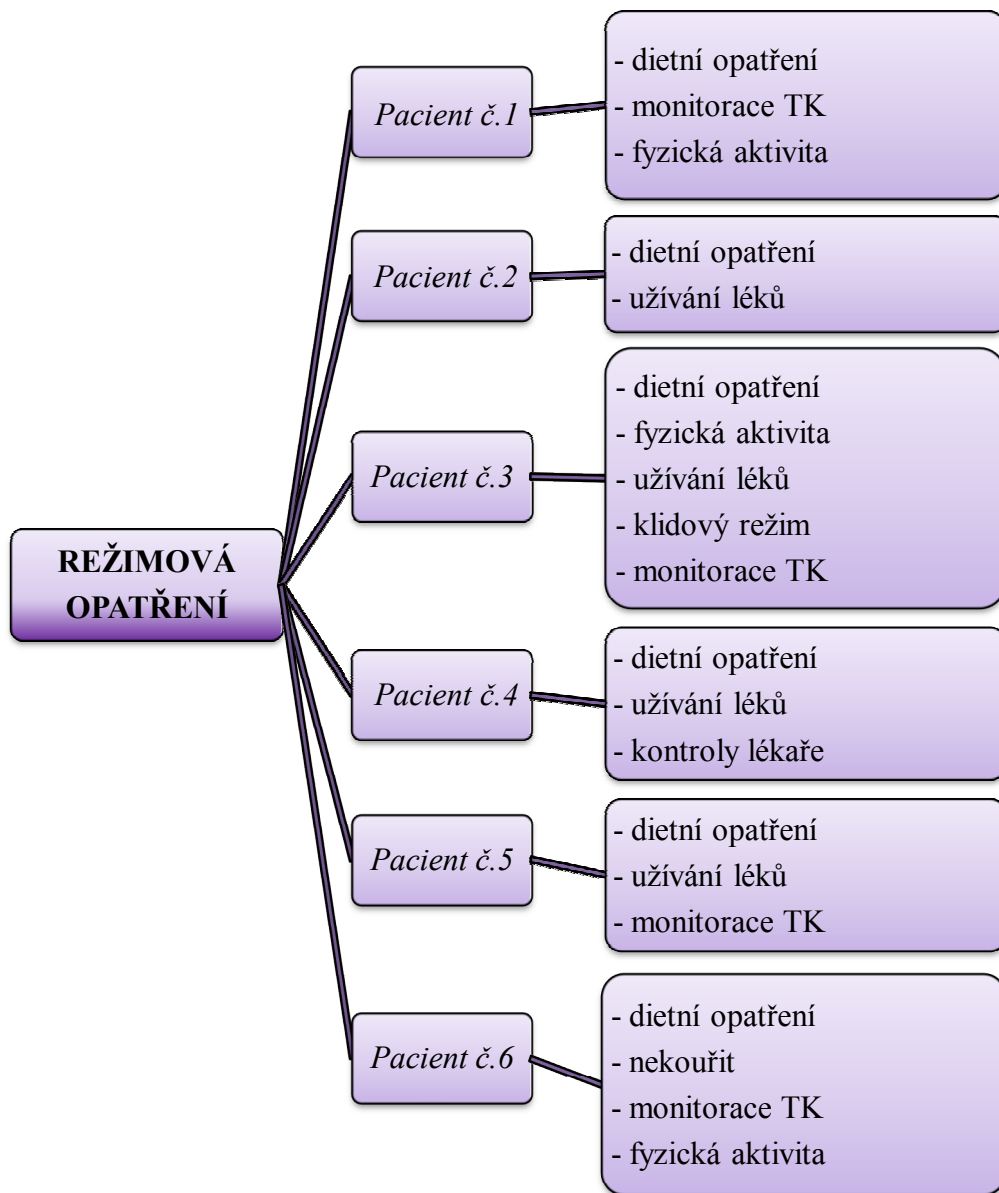 REŽIMOVÁ
OPATŘENÍ
Pacient č.1
- dietní opatření
- monitorace TK
- fyzická aktivita
Pacient č.2
- dietní opatření
- užívání léků
Pacient č.3
- dietní opatření
- fyzická aktivita
- užívání léků
- klidový režim
- monitorace TK
Pacient č.4
- dietní opatření
- užívání léků
- kontroly lékaře
Pacient č.5
- dietní opatření
- užívání léků
- monitorace TK
Pacient č.6
- dietní opatření
- nekouřit
- monitorace TK
- fyzická aktivita